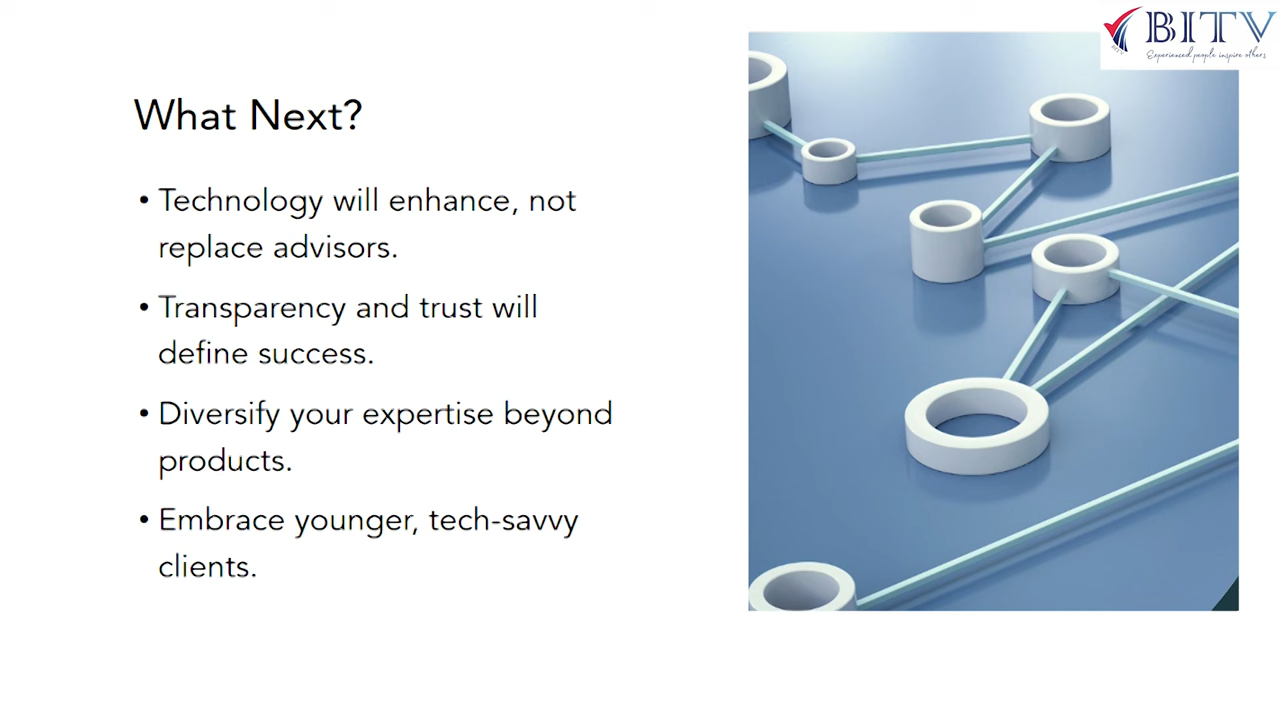 BITV
Experienced people inspire others
What Next?
• Technology will enhance, not
replace advisors.
• Transparency and trust will
define success.
• Diversify your expertise beyond
products.
• Embrace younger, tech-savvy
clients.